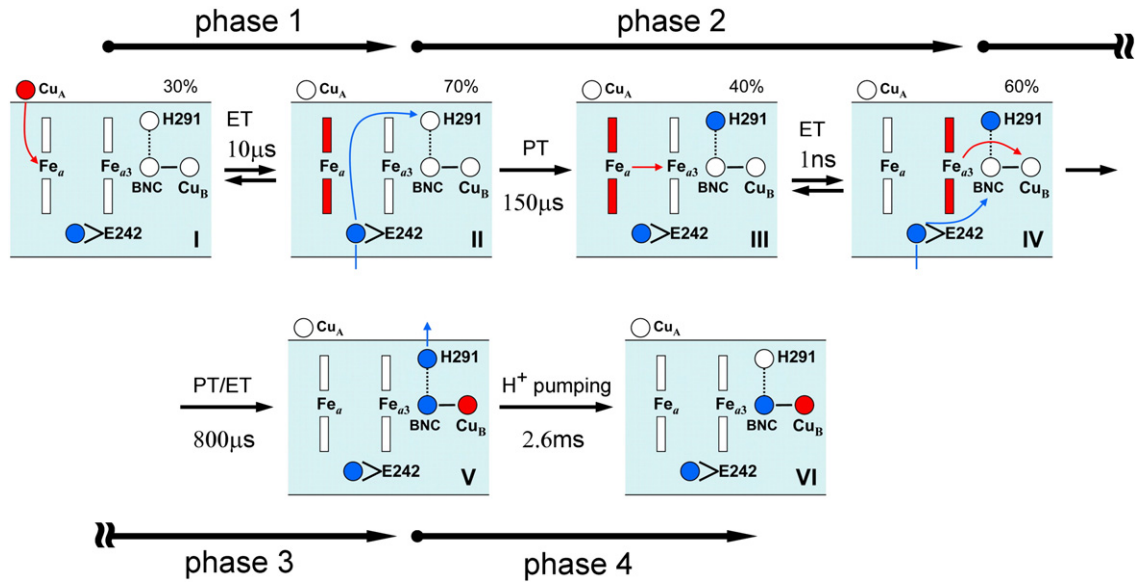 phase 1
phase 2
Cu_A 30%
H291
Fe_a Fe_a3
BNC Cu_B
E242
I
ET
10μs
Cu_A 70%
H291
Fe_a3
BNC Cu_B
E242
II
PT
150μs
Cu_A 40%
H291
Fe_a Fe_a3
BNC Cu_B
E242
III
ET
1ns
Cu_A 60%
H291
Fe_a Fe_a3
BNC Cu_B
E242
IV
PT/ET
800μs
Cu_A
H291
Fe_a Fe_a3
BNC Cu_B
E242
V
H⁺ pumping
2.6ms
Cu_A
H291
Fe_a Fe_a3
BNC Cu_B
E242
VI
phase 3
phase 4